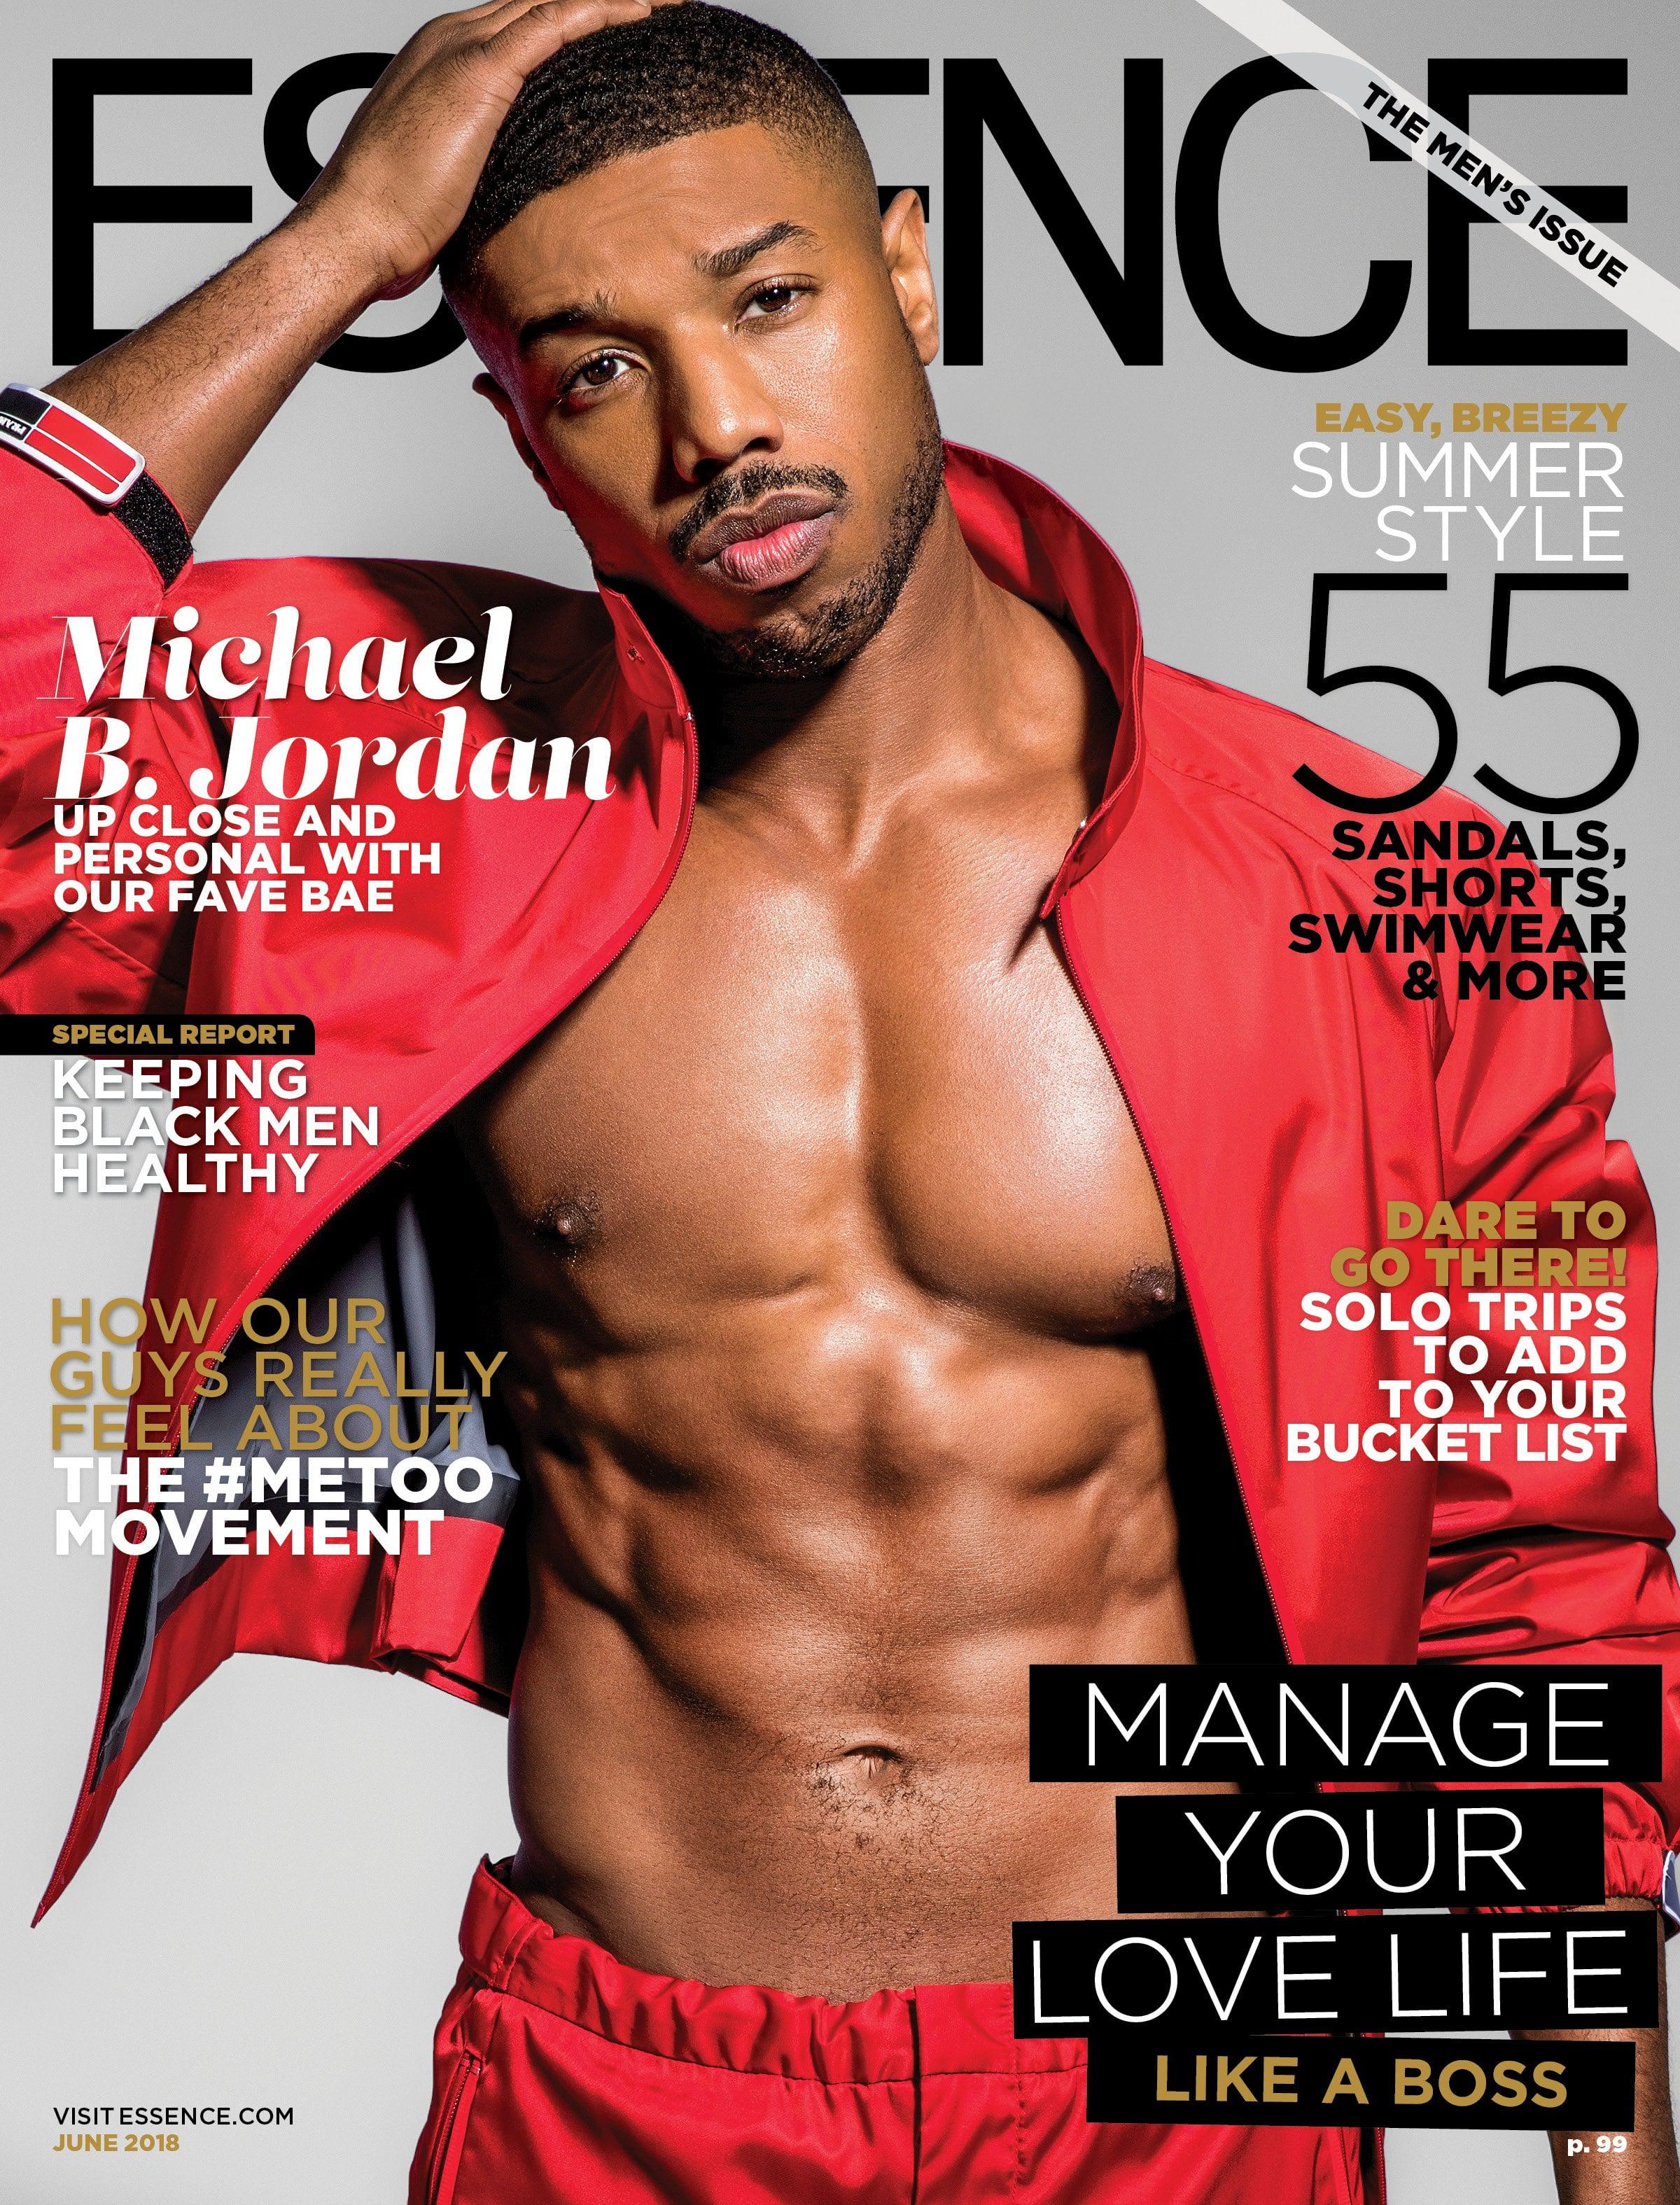 ESSENCE
THE MEN'S ISSUE
EASY, BREEZY
SUMMER
STYLE
55
SANDALS,
SHORTS,
SWIMWEAR
& MORE
Michael
B. Jordan
UP CLOSE AND
PERSONAL WITH
OUR FAVE BAE
SPECIAL REPORT
KEEPING
BLACK MEN
HEALTHY
HOW OUR
GUYS REALLY
FEEL ABOUT
THE #METOO
MOVEMENT
DARE TO
GO THERE!
SOLO TRIPS
TO ADD
TO YOUR
BUCKET LIST
MANAGE
YOUR
LOVE LIFE
LIKE A BOSS
p. 99
VISIT ESSENCE.COM
JUNE 2018